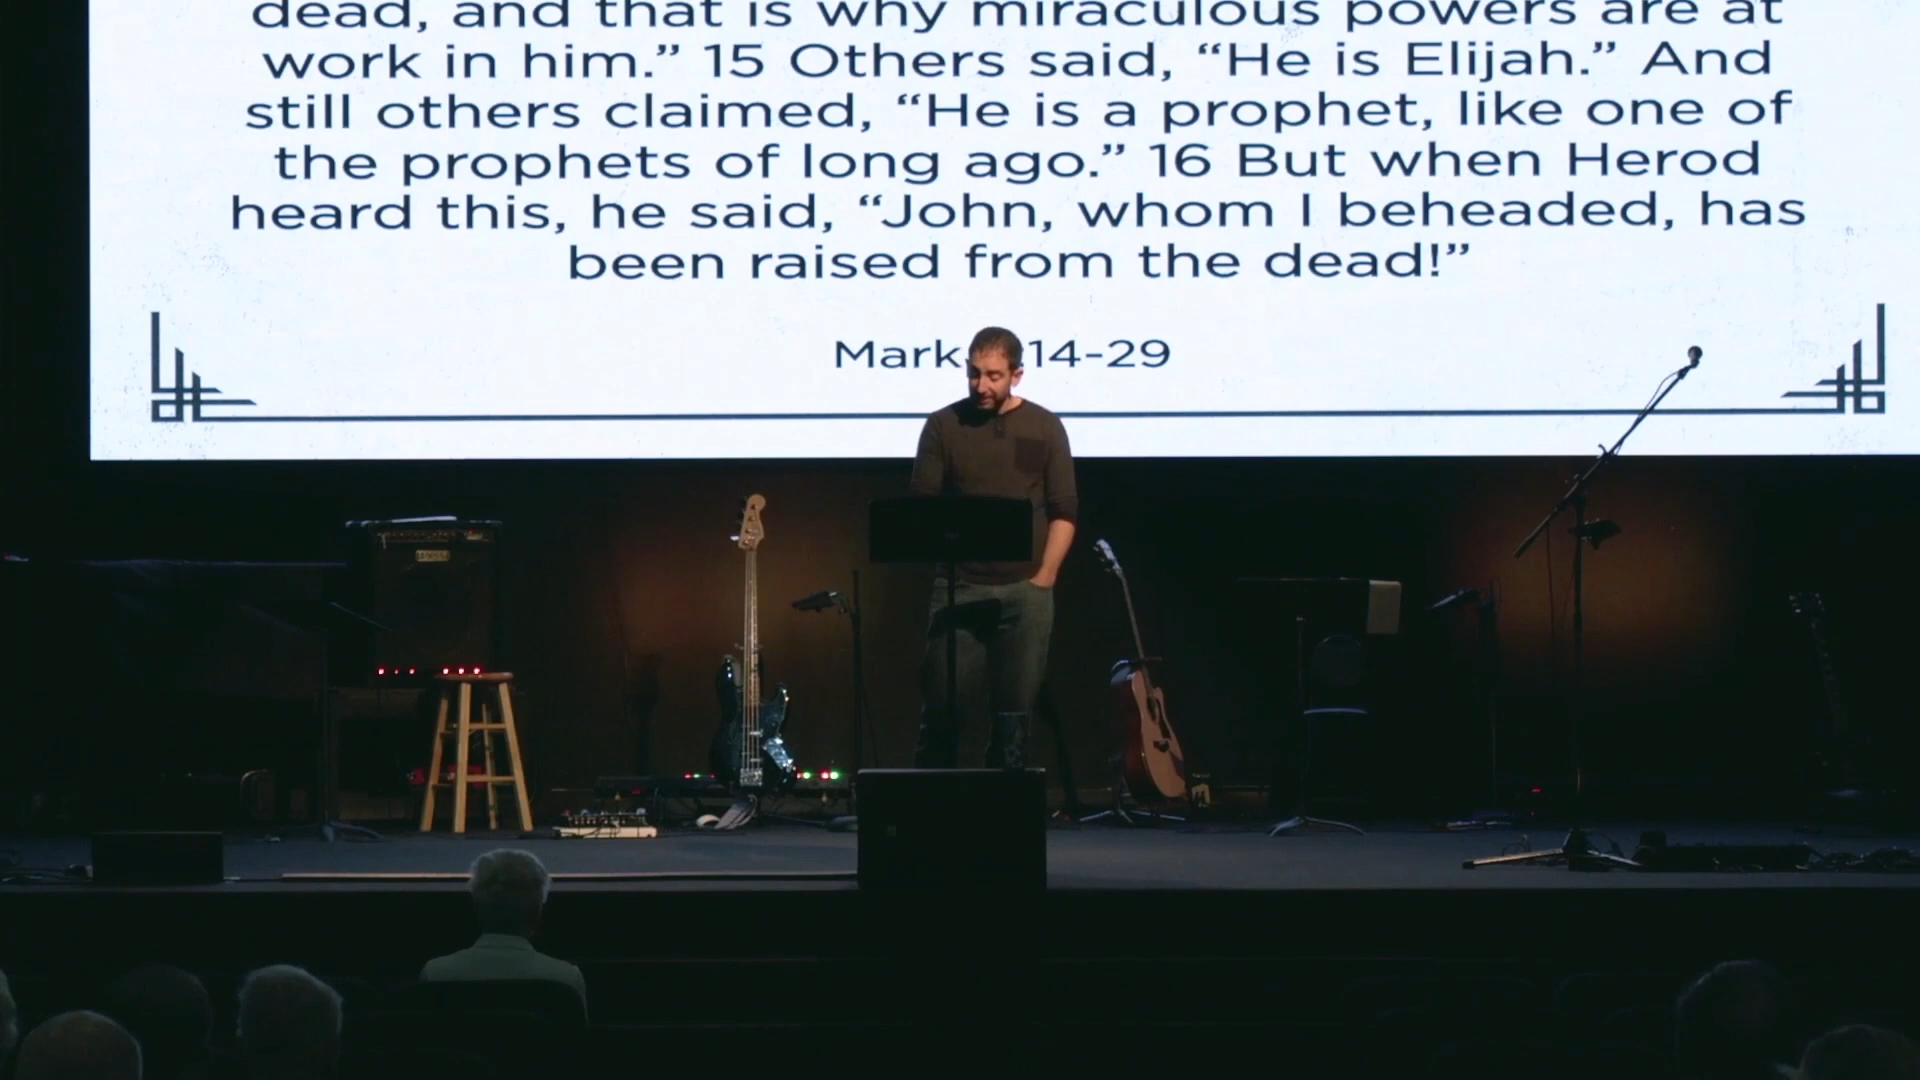 dead, and that is why miraculous powers are at
work in him.” 15 Others said, “He is Elijah.” And
still others claimed, “He is a prophet, like one of
the prophets of long ago.” 16 But when Herod
heard this, he said, “John, whom I beheaded, has
been raised from the dead!”
Mark 14-29